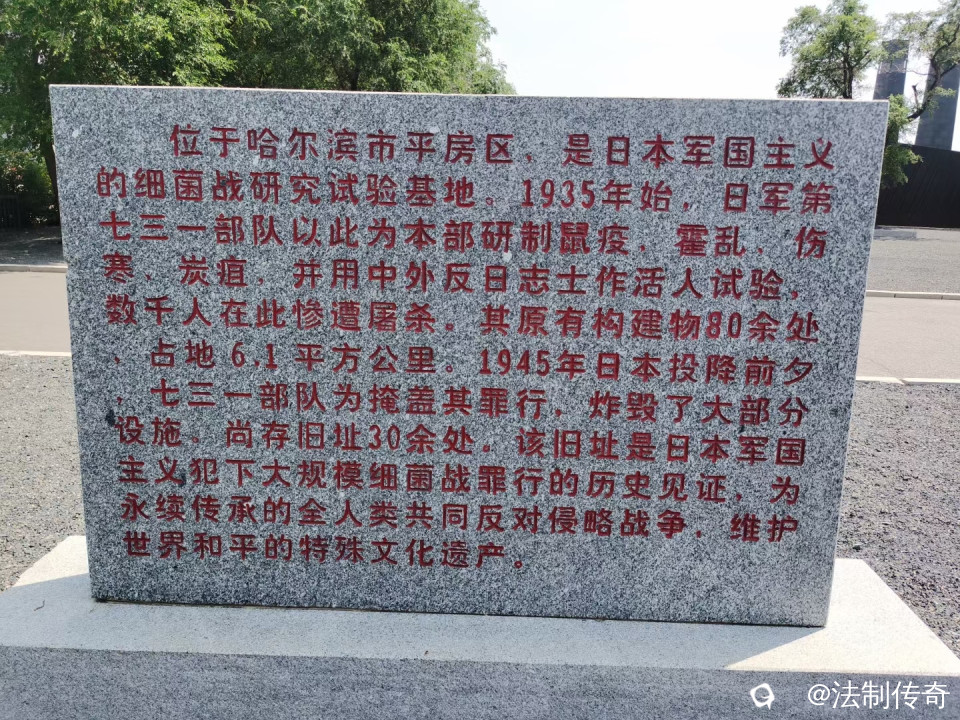 位于哈尔滨市平房区，是日本军国主义
的细菌战研究试验基地。1935年始，日军第
七三一部队以此为本部研制鼠疫、霍乱、伤
寒、炭疽，并用中外反日志士作活人试验，
数千人在此惨遭屠杀。其原有构建物80余处
、占地6.1平方公里。1945年日本投降前夕
，七三一部队为掩盖其罪行，炸毁了大部分
设施。尚存旧址30余处。该旧址是日本军国
主义犯下大规模细菌战罪行的历史见证，为
永续传承的全人类共同反对侵略战争，维护
世界和平的特殊文化遗产。
@法制传奇